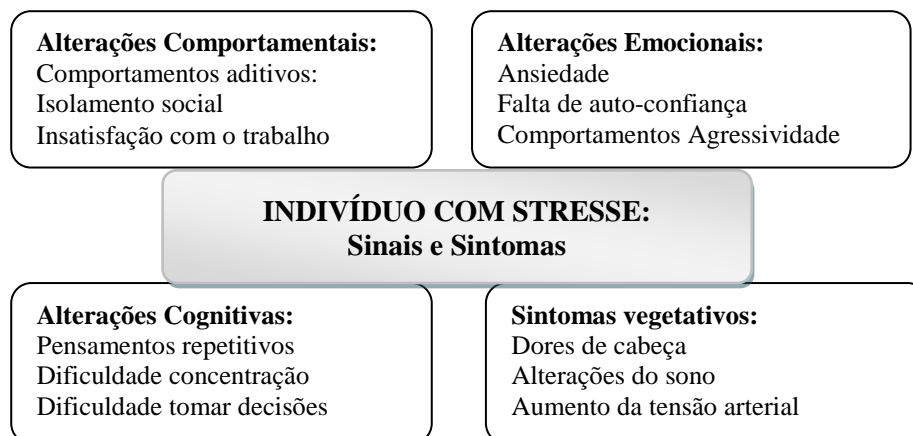 Alterações Comportamentais:
Comportamentos aditivos:
Isolamento social
Insatisfação com o trabalho
Alterações Emocionais:
Ansiedade
Falta de auto-confiança
Comportamentos Agressividade
INDIVÍDUO COM STRESSE:
Sinais e Sintomas
Alterações Cognitivas:
Pensamentos repetitivos
Dificuldade concentração
Dificuldade tomar decisões
Sintomas vegetativos:
Dores de cabeça
Alterações do sono
Aumento da tensão arterial